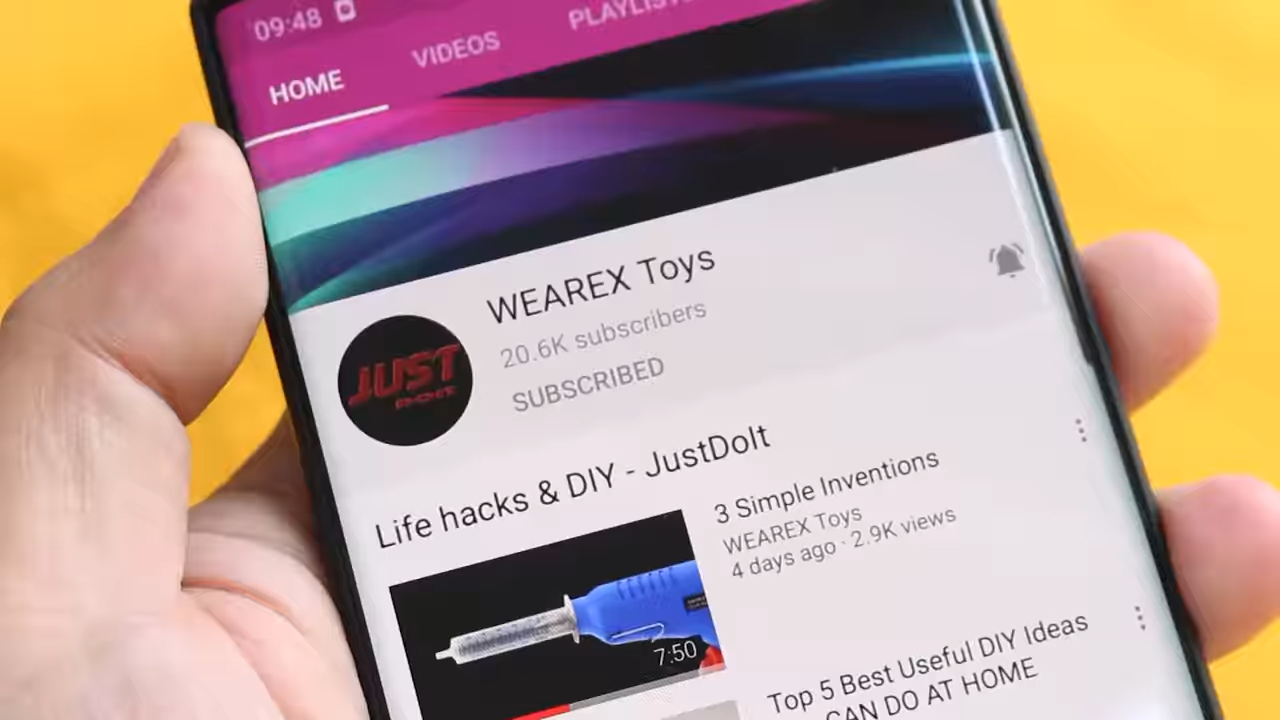 09:48
HOME
VIDEOS
PLAYLISTS
WEAREX Toys
20.6K subscribers
SUBSCRIBED
JUST
DOIT
Life hacks & DIY - JustDoIt
3 Simple Inventions
WEAREX Toys
4 days ago · 2.9K views
7:50
Top 5 Best Useful DIY Ideas
CAN DO AT HOME